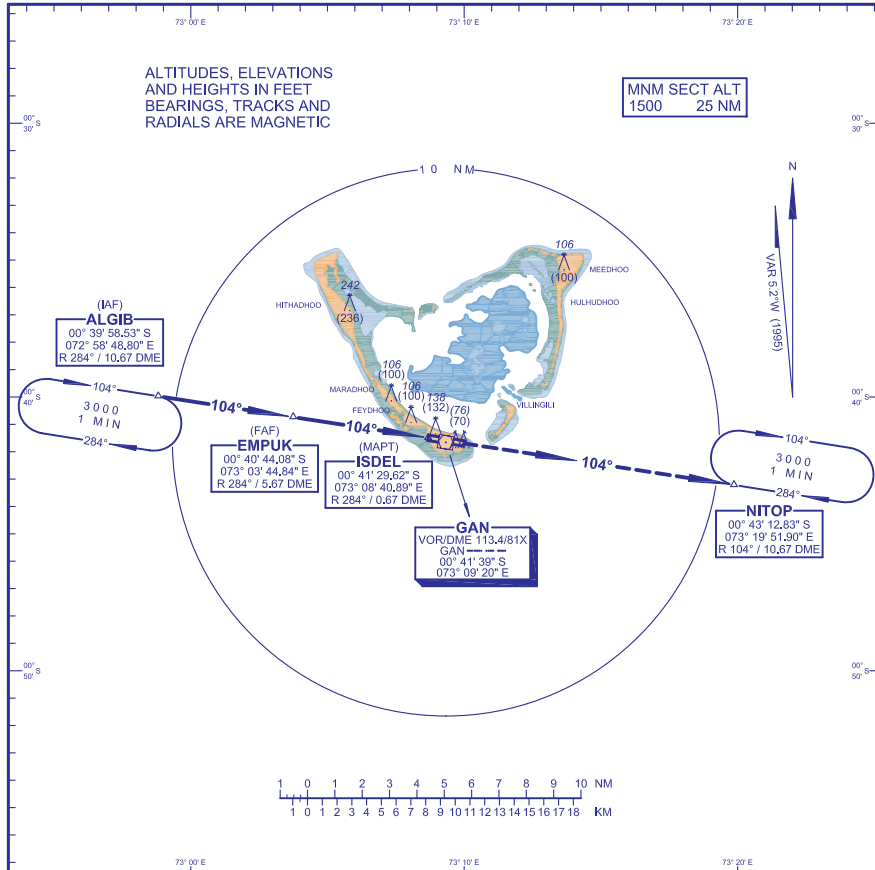 73° 00' E
73° 10' E
73° 20' E
ALTITUDES, ELEVATIONS
AND HEIGHTS IN FEET
BEARINGS, TRACKS AND
RADIALS ARE MAGNETIC
MNM SECT ALT
1500 25 NM
00° S
30'
00° S
30'
10 NM
N
VAR 5.2°W (1995)
106
(100)
MEEDHOO
HULHUDHOO
242
(236)
HITHADHOO
(IAF)
ALGIB
00° 39' 58.53" S
072° 58' 48.80" E
R 284° / 10.67 DME
106
(100)
MARADHOO
106
(100)
FEYDHOO
138
(132)
(76)
(70)
VILLINGILI
00° S
40'
00° S
40'
104°
3000
1 MIN
284°
104°
104°
104°
104°
3000
1 MIN
284°
(FAF)
EMPUK
00° 40' 44.08" S
073° 03' 44.84" E
R 284° / 5.67 DME
(MAPT)
ISDEL
00° 41' 29.62" S
073° 08' 40.89" E
R 284° / 0.67 DME
NITOP
00° 43' 12.83" S
073° 19' 51.90" E
R 104° / 10.67 DME
GAN
VOR/DME 113.4/81X
GAN
00° 41' 39" S
073° 09' 20" E
00° S
50'
00° S
50'
1 0 1 2 3 4 5 6 7 8 9 10 NM
1 0 1 2 3 4 5 6 7 8 9 10 11 12 13 14 15 16 17 18 KM
73° 00' E
73° 10' E
73° 20' E